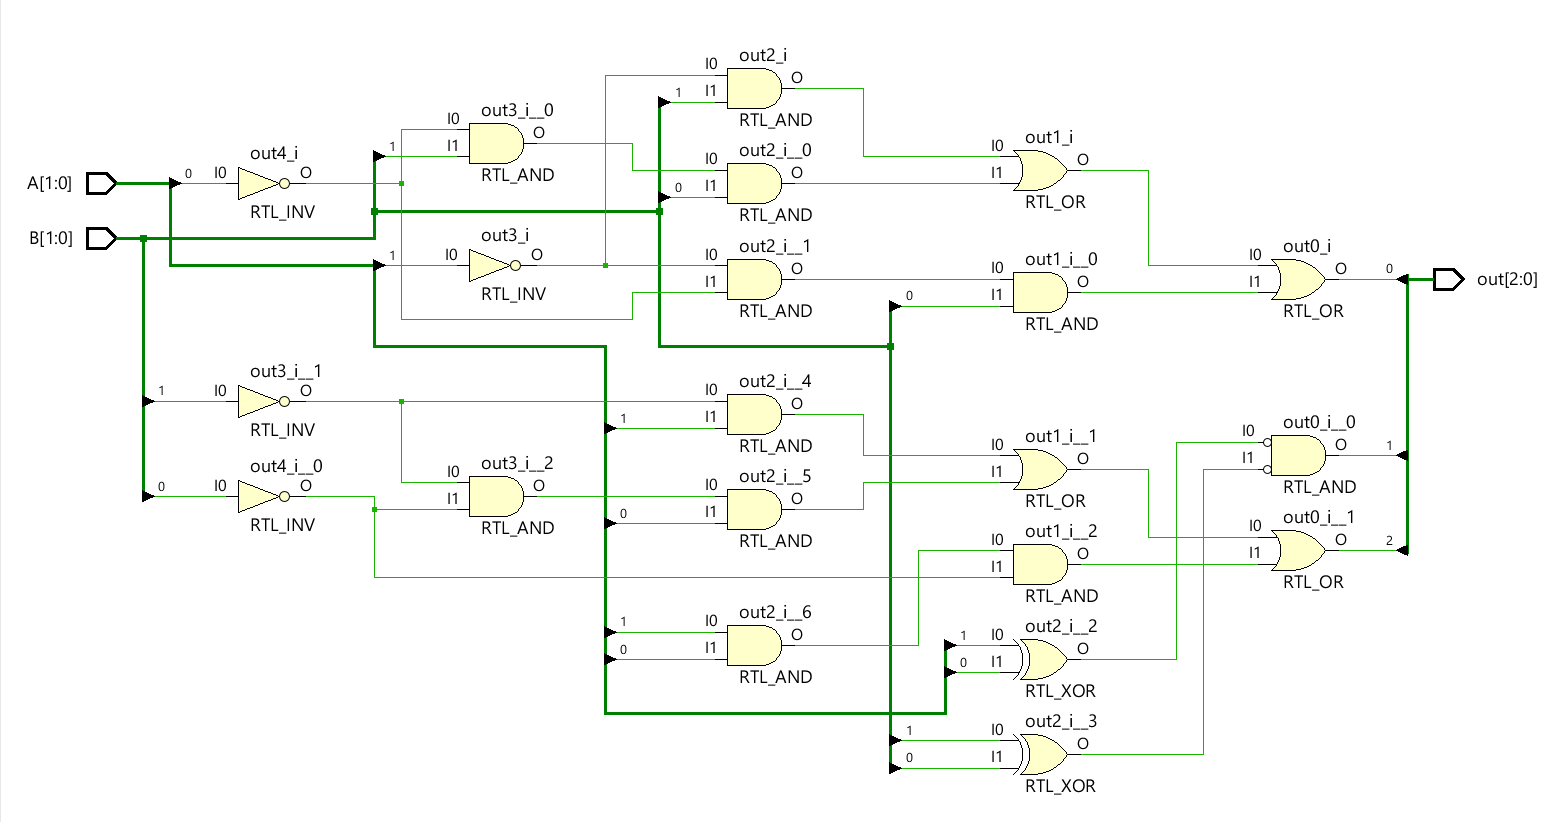 out2_i
I0
O
I1
1
RTL_AND
out3_i__0
I0
O
I1
1
RTL_AND
out1_i
I0
O
I1
RTL_OR
out2_i__0
I0
O
I1
0
RTL_AND
out4_i
A[1:0]
0
I0
O
RTL_INV
B[1:0]
out3_i
1
I0
O
RTL_INV
out2_i__1
I0
O
I1
RTL_AND
out1_i__0
I0
O
0
I1
RTL_AND
out0_i
I0
O
0
I1
RTL_OR
out[2:0]
out3_i__1
1
I0
O
RTL_INV
out2_i__4
I0
O
1
I1
RTL_AND
out4_i__0
0
I0
O
RTL_INV
out3_i__2
I0
O
I1
RTL_AND
out2_i__5
I0
O
0
I1
RTL_AND
out1_i__1
I0
O
I1
RTL_OR
out0_i__0
I0
O
1
I1
RTL_AND
out1_i__2
I0
O
I1
RTL_AND
out0_i__1
I0
O
2
I1
RTL_OR
out2_i__6
1
I0
O
0
I1
RTL_AND
out2_i__2
1
I0
O
0
I1
RTL_XOR
out2_i__3
1
I0
O
0
I1
RTL_XOR